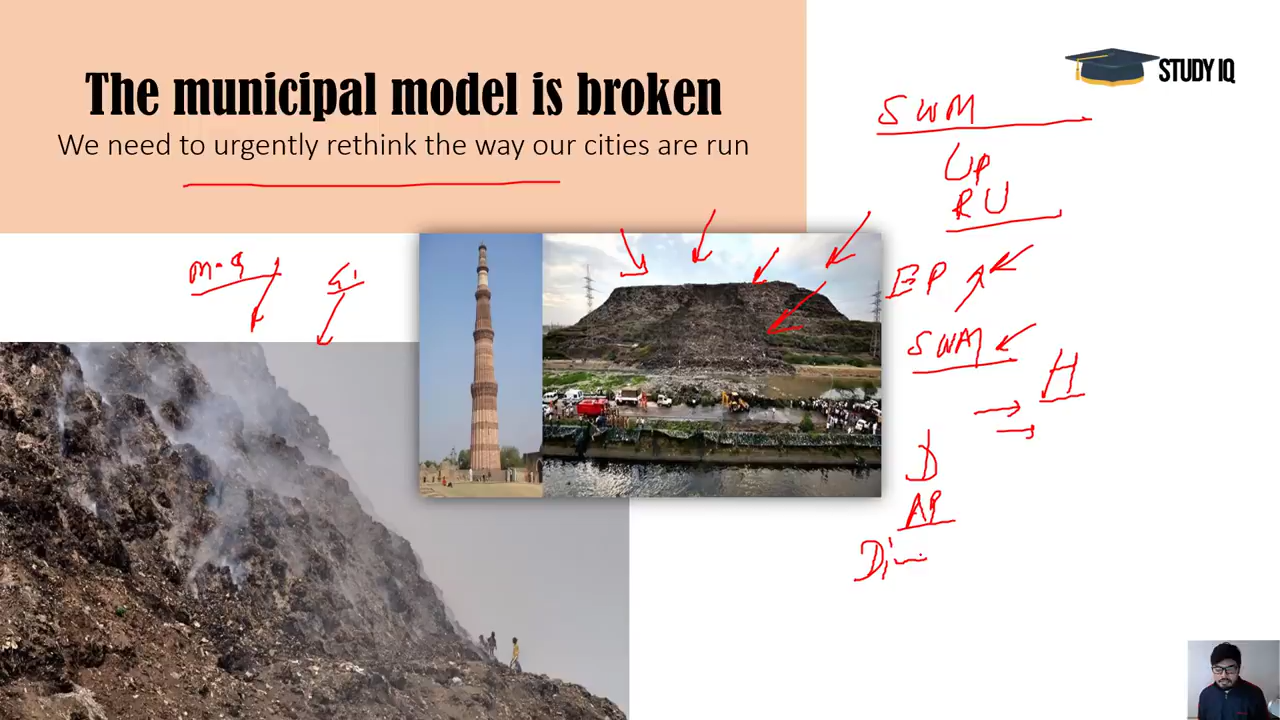 The municipal model is broken
We need to urgently rethink the way our cities are run
STUDY IQ
SWM
UP
RU
EP
SWM
H
D
AP